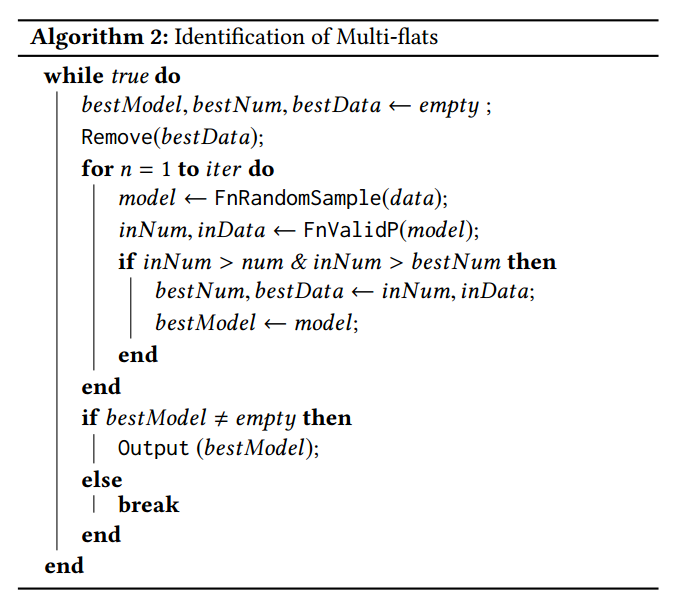 Algorithm 2: Identification of Multi-flats
while true do
bestModel, bestNum, bestData ← empty ;
Remove(bestData);
for n = 1 to iter do
model ← FnRandomSample(data);
inNum, inData ← FnValidP(model);
if inNum > num & inNum > bestNum then
bestNum, bestData ← inNum, inData;
bestModel ← model;
end
end
if bestModel ≠ empty then
Output (bestModel);
else
break
end
end